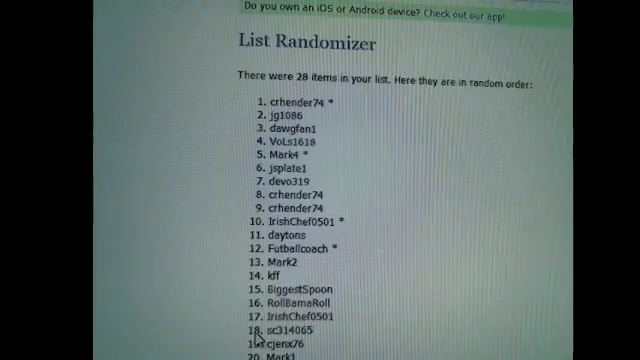 Do you own an iOS or Android device? Check out our app!
List Randomizer
There were 28 items in your list. Here they are in random order:
1. crhender74 *
2. jg1086
3. dawgfan1
4. VoLs1618
5. Mark4 *
6. jsplate1
7. devo319
8. crhender74
9. crhender74
10. IrishChef0501 *
11. daytons
12. Futballcoach *
13. Mark2
14. kff
15. BiggestSpoon
16. RollBamaRoll
17. IrishChef0501
18. sc314065
19. cjenx76
20. Mark1